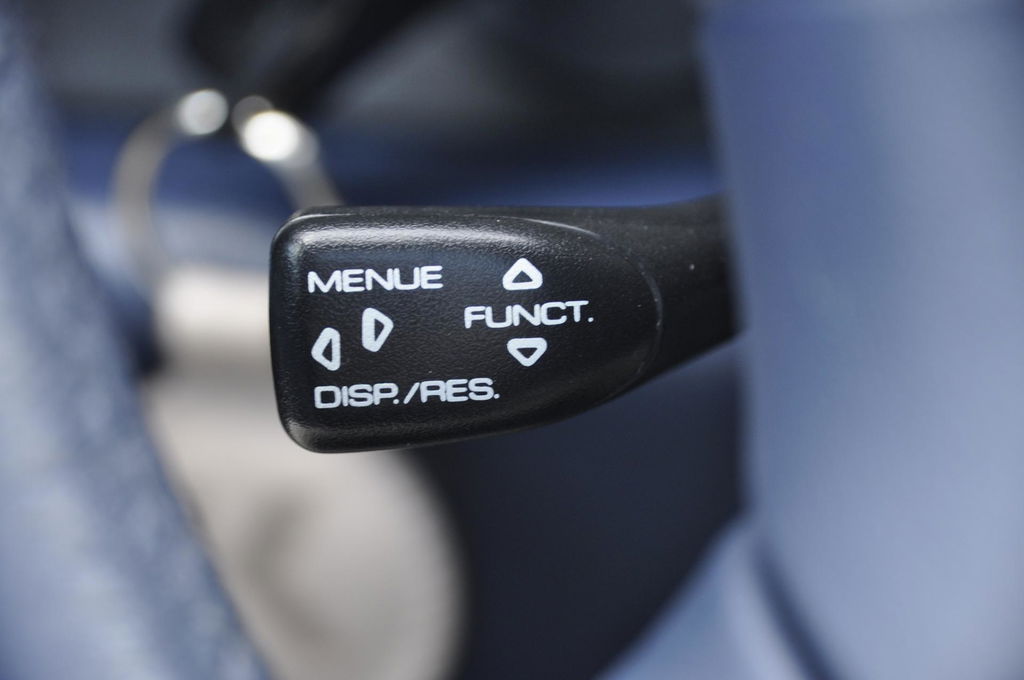 MENUE
FUNCT.
DISP./RES.